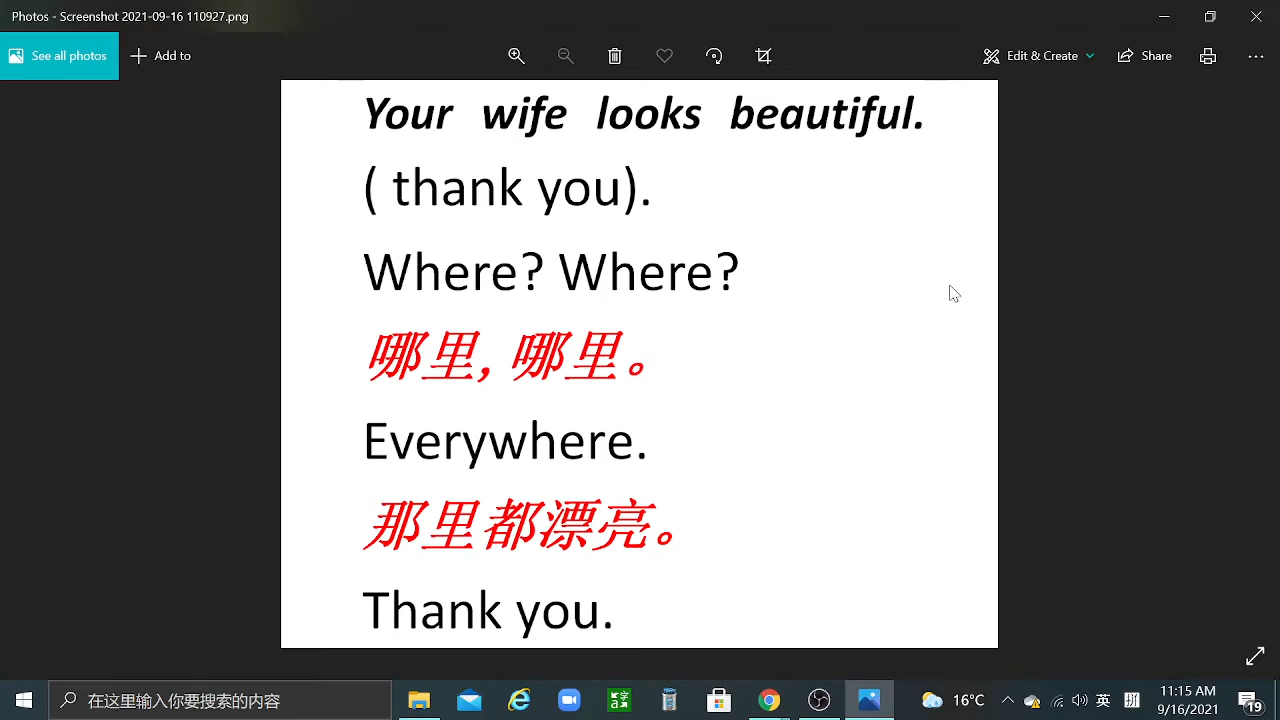 Photos - Screenshot 2021-09-16 110927.png
See all photos
Add to
Edit & Create
Share
Your wife looks beautiful.
( thank you).
Where? Where?
哪里, 哪里。
Everywhere.
那里都漂亮。
Thank you.
在这里输入你要搜索的内容
16°C
英
拼
11:15 AM
9/16/2021
19